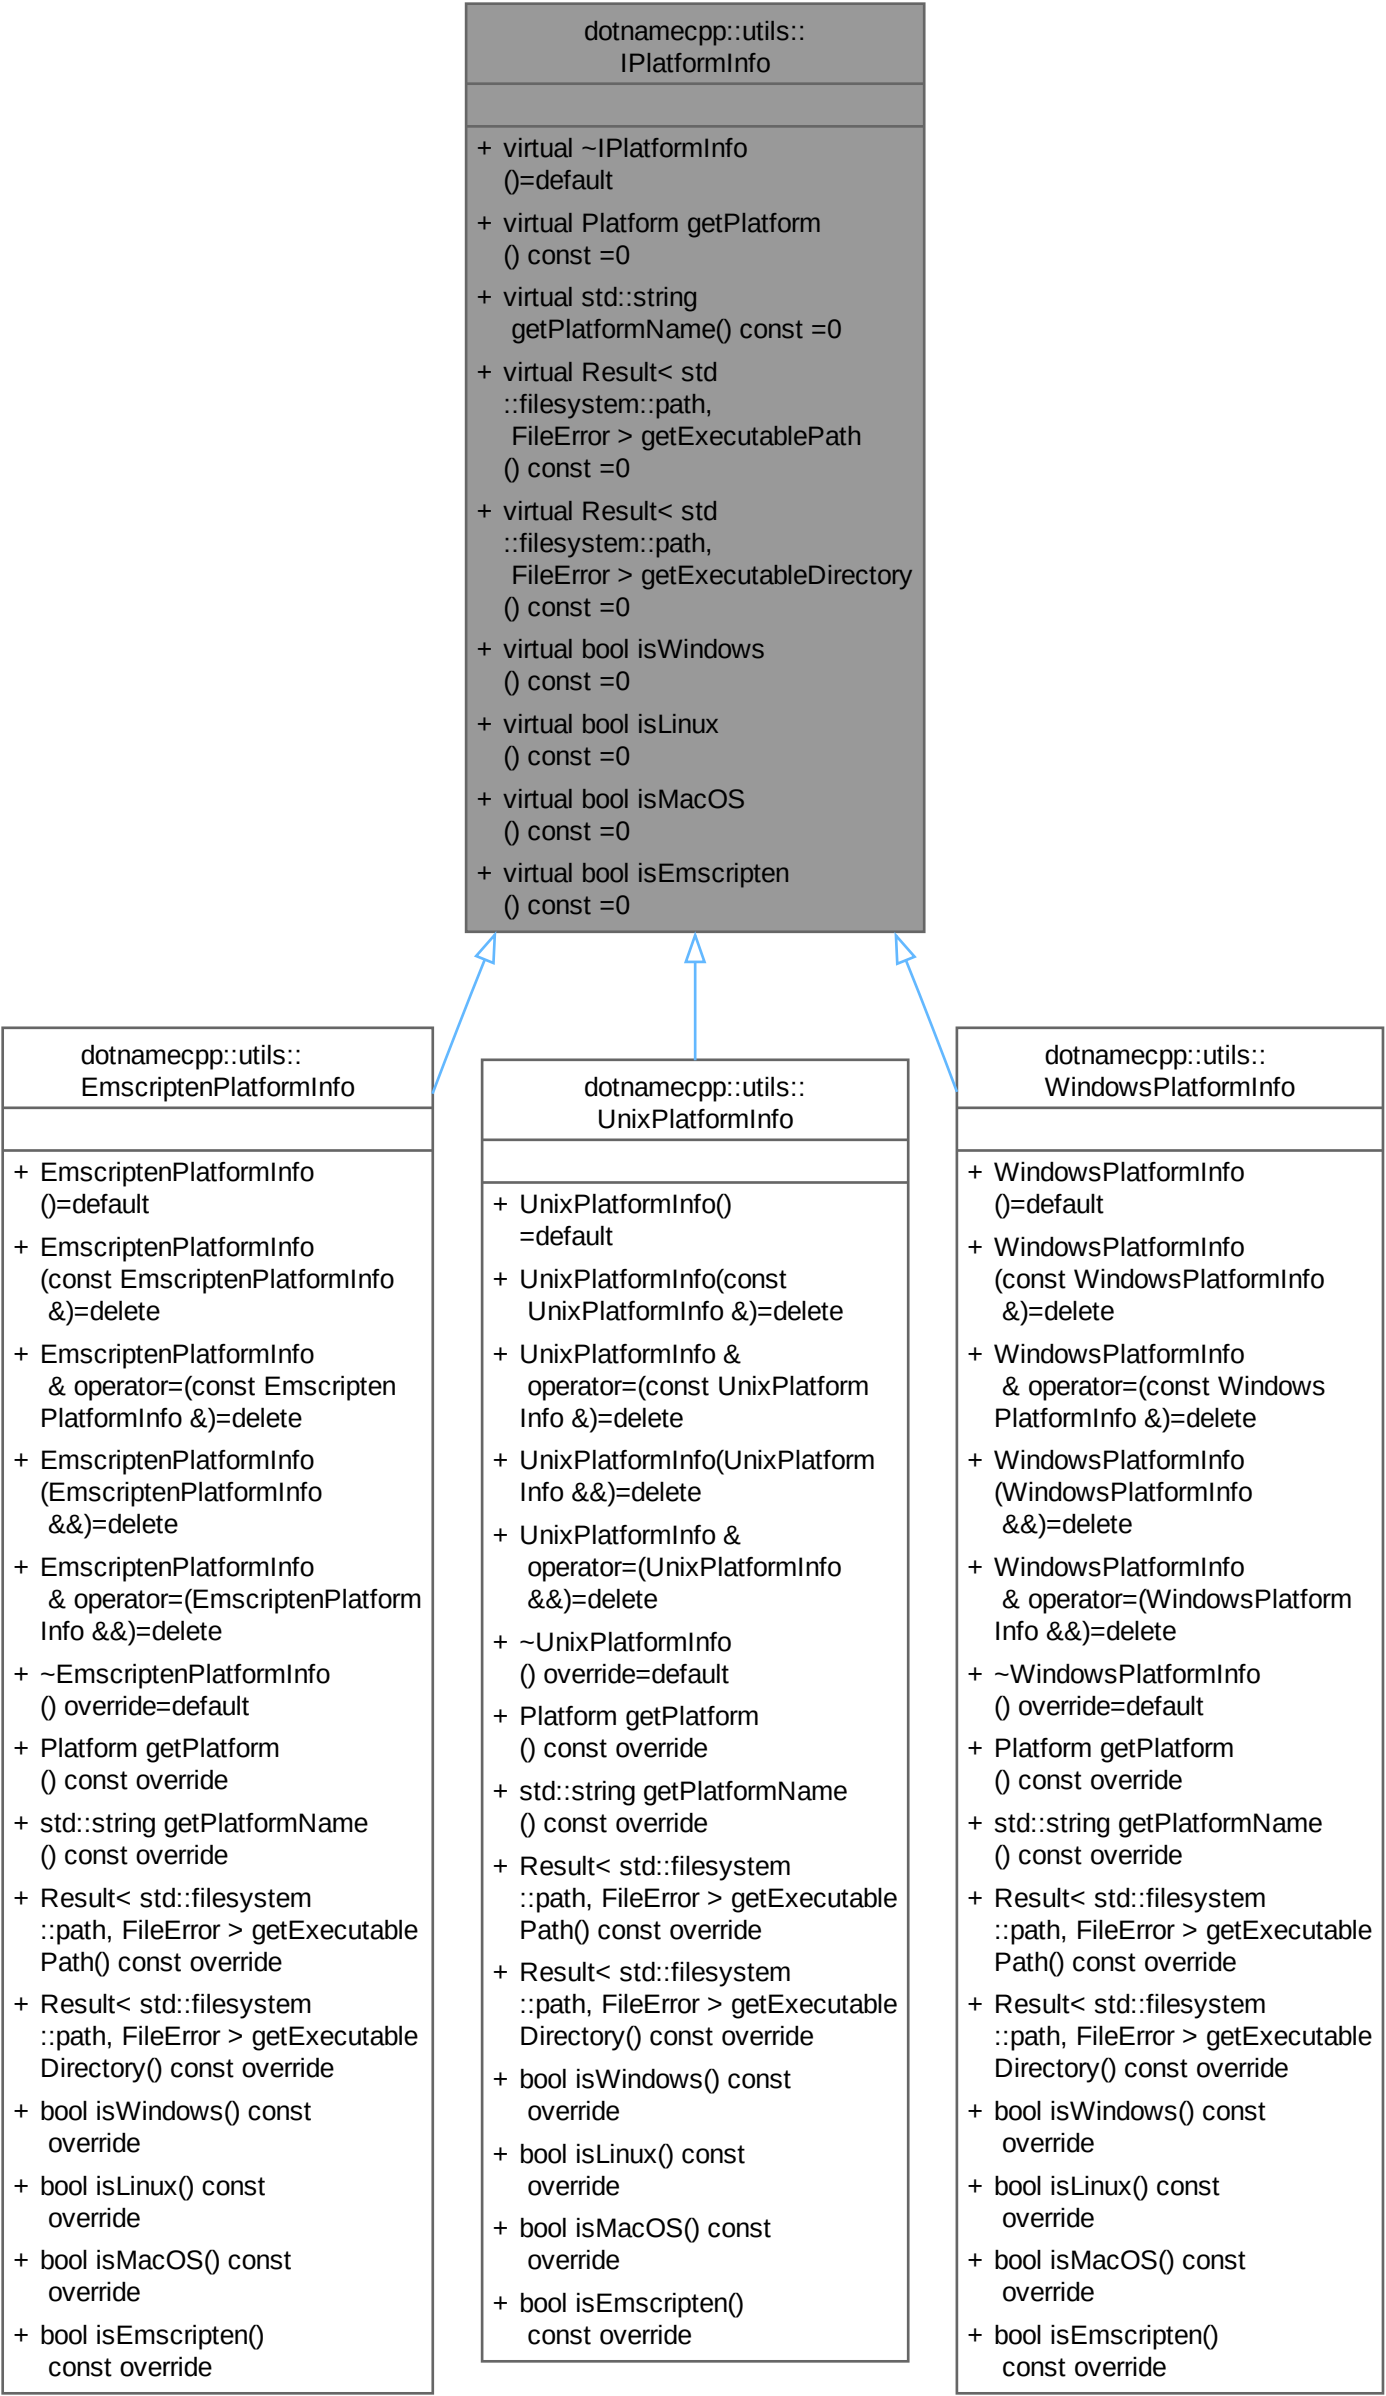 dotnamecpp::utils::
IPlatformInfo
+ virtual ~IPlatformInfo
()=default
+ virtual Platform getPlatform
() const =0
+ virtual std::string
getPlatformName() const =0
+ virtual Result< std
::filesystem::path,
FileError > getExecutablePath
() const =0
+ virtual Result< std
::filesystem::path,
FileError > getExecutableDirectory
() const =0
+ virtual bool isWindows
() const =0
+ virtual bool isLinux
() const =0
+ virtual bool isMacOS
() const =0
+ virtual bool isEmscripten
() const =0
dotnamecpp::utils::
EmscriptenPlatformInfo
+ EmscriptenPlatformInfo
()=default
+ EmscriptenPlatformInfo
(const EmscriptenPlatformInfo
&)=delete
+ EmscriptenPlatformInfo
& operator=(const Emscripten
PlatformInfo &)=delete
+ EmscriptenPlatformInfo
(EmscriptenPlatformInfo
&&)=delete
+ EmscriptenPlatformInfo
& operator=(EmscriptenPlatform
Info &&)=delete
+ ~EmscriptenPlatformInfo
() override=default
+ Platform getPlatform
() const override
+ std::string getPlatformName
() const override
+ Result< std::filesystem
::path, FileError > getExecutable
Path() const override
+ Result< std::filesystem
::path, FileError > getExecutable
Directory() const override
+ bool isWindows() const
override
+ bool isLinux() const
override
+ bool isMacOS() const
override
+ bool isEmscripten()
const override
dotnamecpp::utils::
UnixPlatformInfo
+ UnixPlatformInfo()
=default
+ UnixPlatformInfo(const
UnixPlatformInfo &)=delete
+ UnixPlatformInfo &
operator=(const UnixPlatform
Info &)=delete
+ UnixPlatformInfo(UnixPlatform
Info &&)=delete
+ UnixPlatformInfo &
operator=(UnixPlatformInfo
&&)=delete
+ ~UnixPlatformInfo
() override=default
+ Platform getPlatform
() const override
+ std::string getPlatformName
() const override
+ Result< std::filesystem
::path, FileError > getExecutable
Path() const override
+ Result< std::filesystem
::path, FileError > getExecutable
Directory() const override
+ bool isWindows() const
override
+ bool isLinux() const
override
+ bool isMacOS() const
override
+ bool isEmscripten()
const override
dotnamecpp::utils::
WindowsPlatformInfo
+ WindowsPlatformInfo
()=default
+ WindowsPlatformInfo
(const WindowsPlatformInfo
&)=delete
+ WindowsPlatformInfo
& operator=(const Windows
PlatformInfo &)=delete
+ WindowsPlatformInfo
(WindowsPlatformInfo
&&)=delete
+ WindowsPlatformInfo
& operator=(WindowsPlatform
Info &&)=delete
+ ~WindowsPlatformInfo
() override=default
+ Platform getPlatform
() const override
+ std::string getPlatformName
() const override
+ Result< std::filesystem
::path, FileError > getExecutable
Path() const override
+ Result< std::filesystem
::path, FileError > getExecutable
Directory() const override
+ bool isWindows() const
override
+ bool isLinux() const
override
+ bool isMacOS() const
override
+ bool isEmscripten()
const override